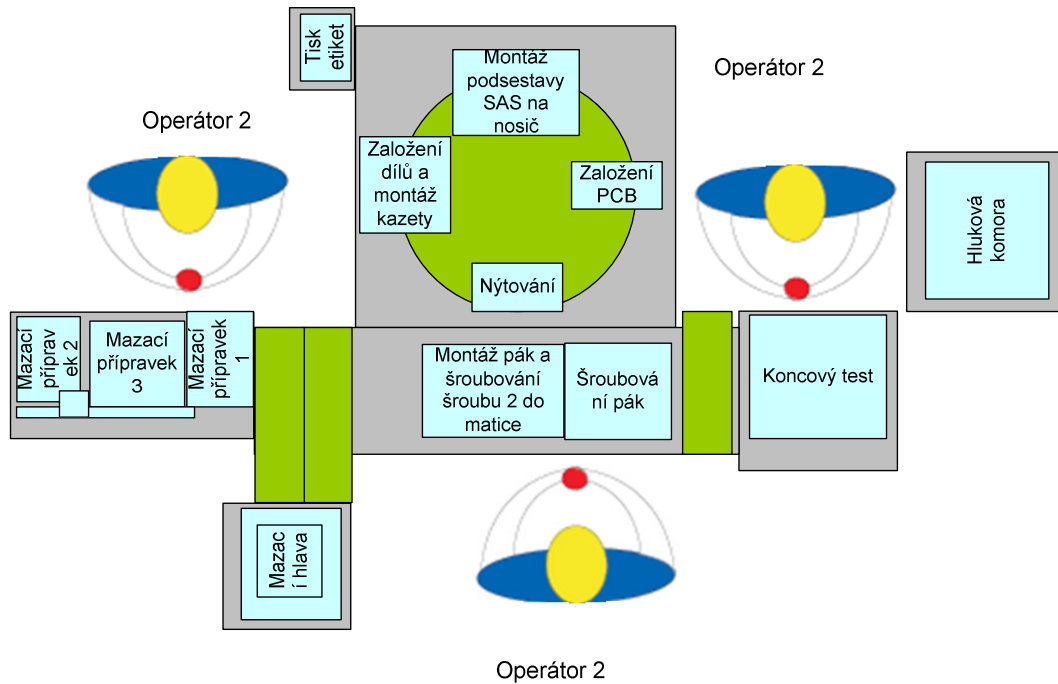 Tisk
etiket
Montáž
podsestavy
SAS na
nosič
Operátor 2
Operátor 2
Založení
dílů a
montáž
kazety
Založení
PCB
Hluková
komora
Nýtování
Mazací
příprav
ek 2
Mazací
přípravek
3
Mazací
přípravek
1
Montáž pák a
šroubování
šroubu 2 do
matice
Šroubová
ní pák
Koncový test
Mazac
í hlava
Operátor 2